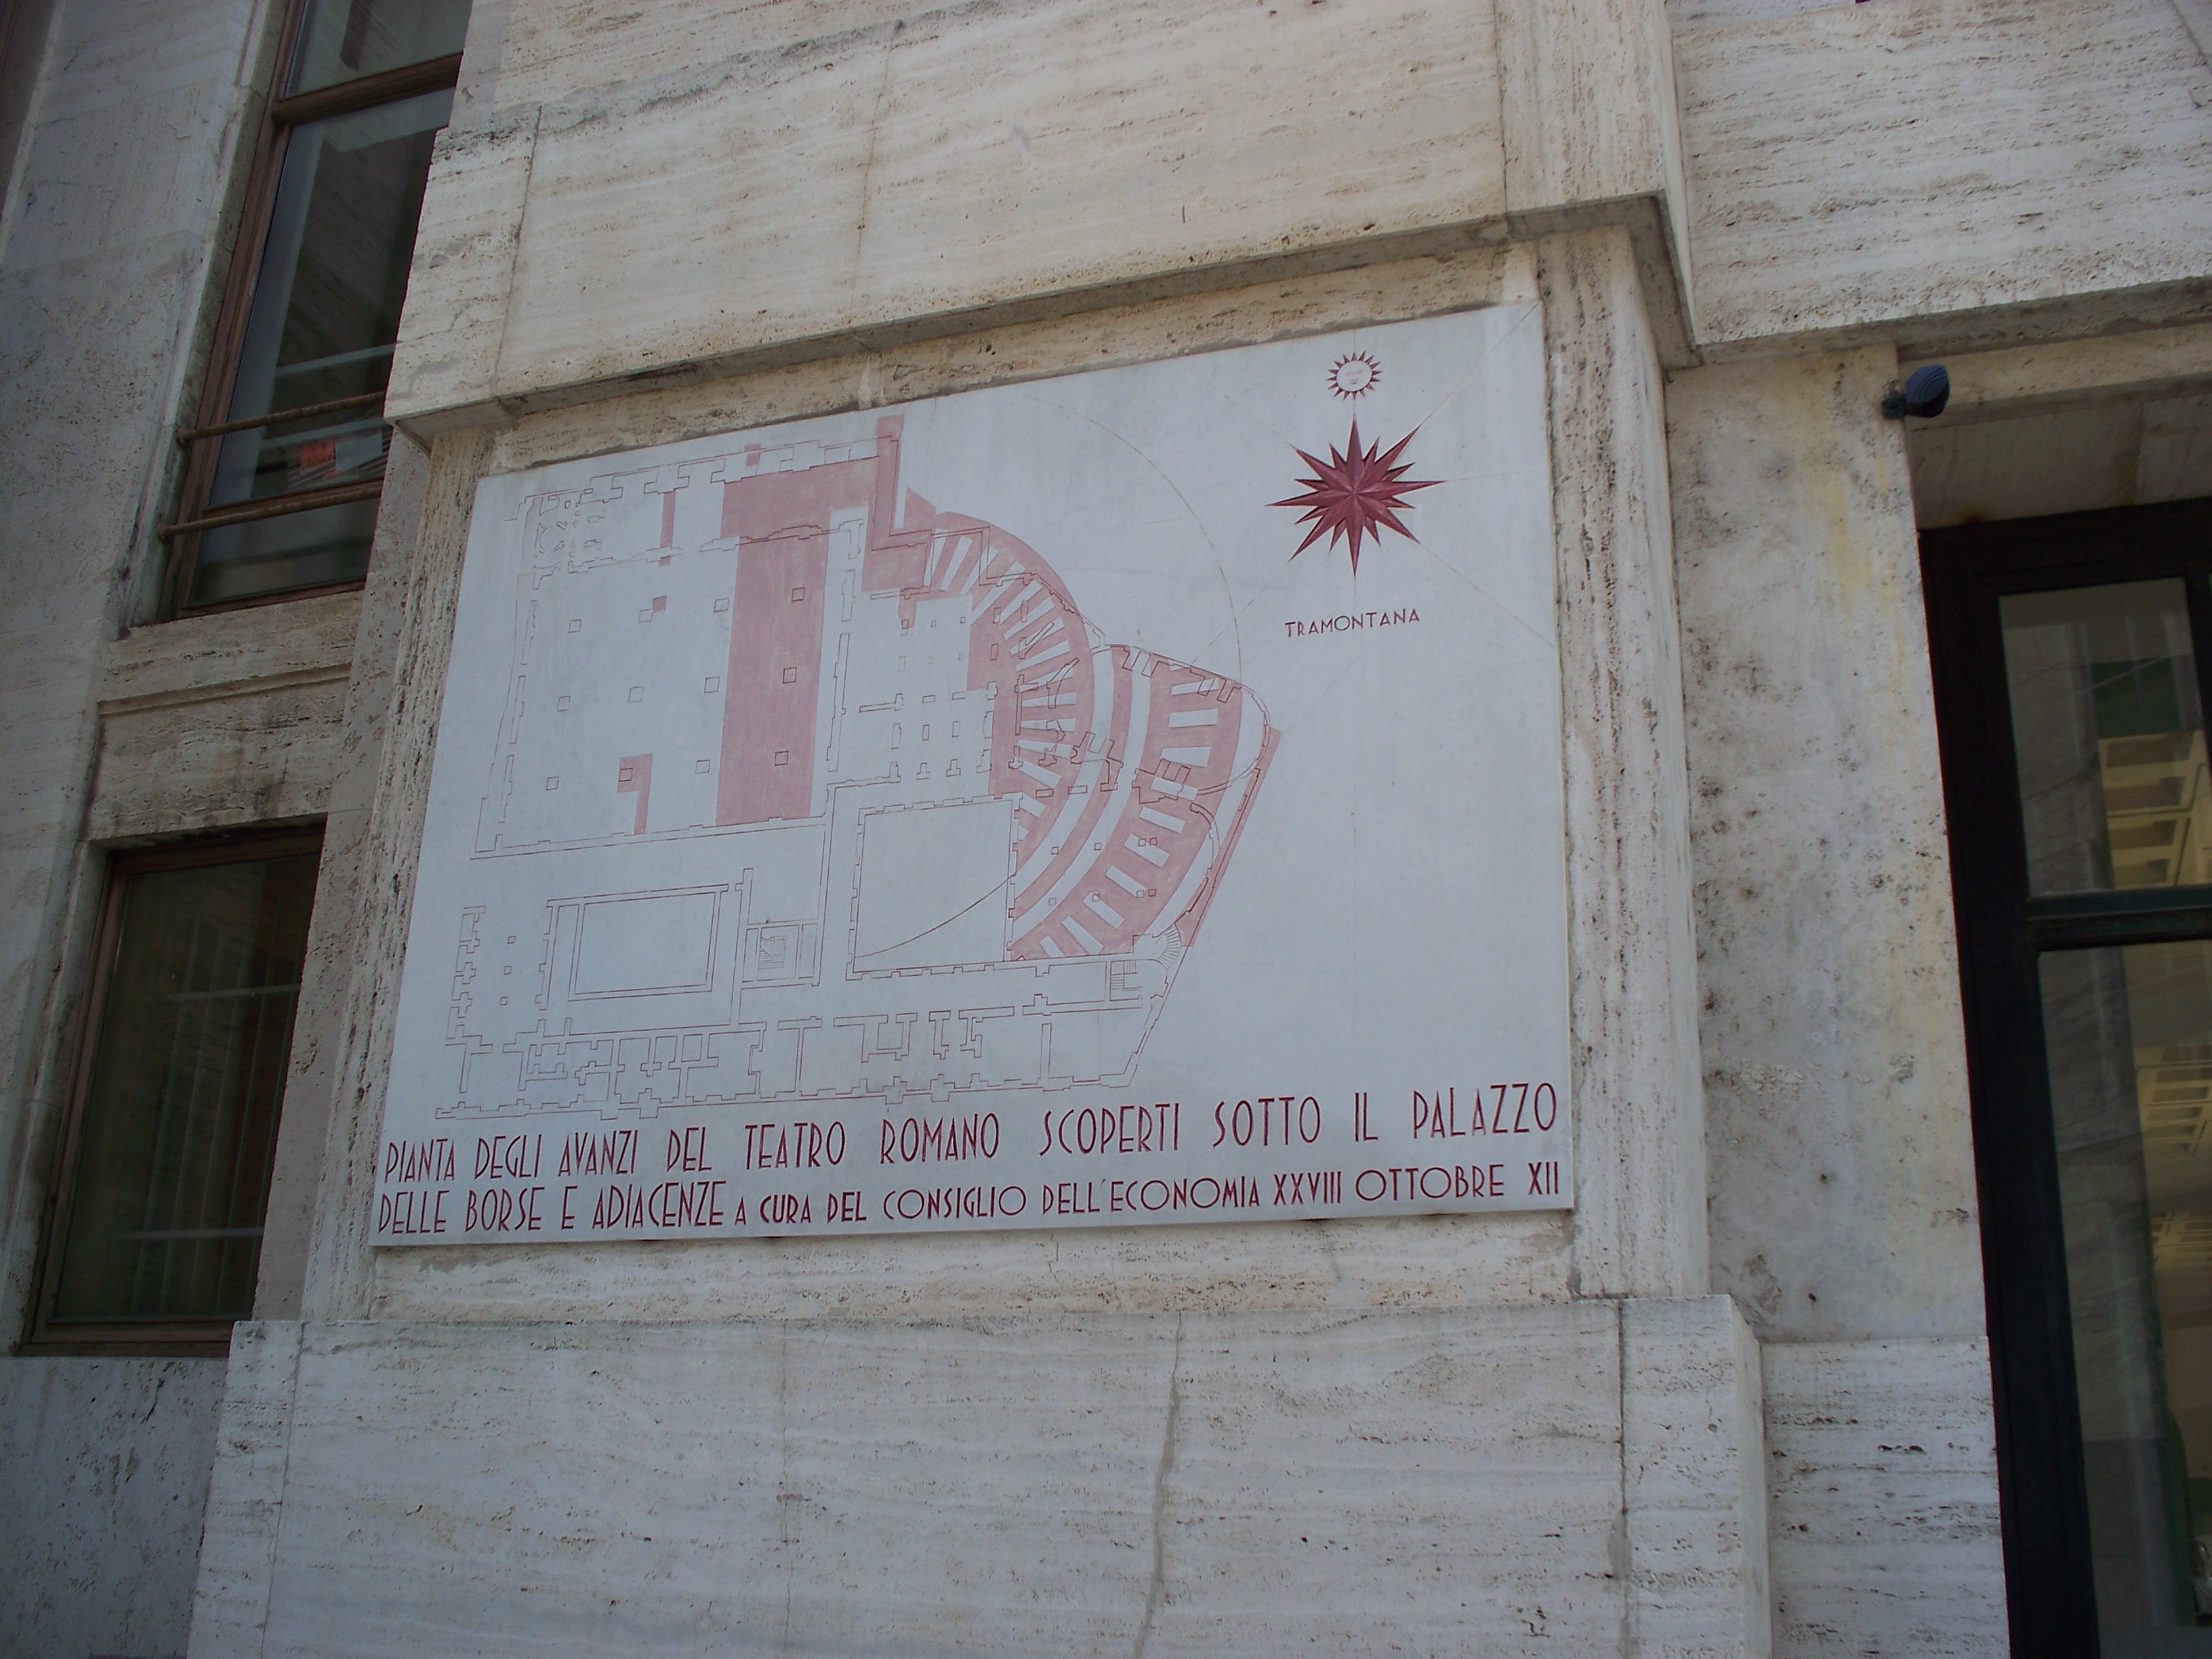 TRAMONTANA
PIANTA DEGLI AVANZI DEL TEATRO ROMANO SCOPERTI SOTTO IL PALAZZO
DELLE BORSE E ADIACENZE A CURA DEL CONSIGLIO DELL'ECONOMIA XXVIII OTTOBRE XII